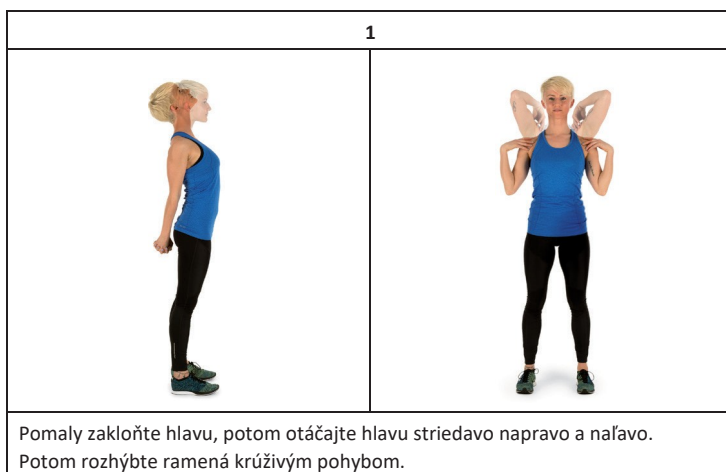 1
Pomaly zakloňte hlavu, potom otáčajte hlavu striedavo napravo a naľavo.
Potom rozhýbte ramená krúživým pohybom.